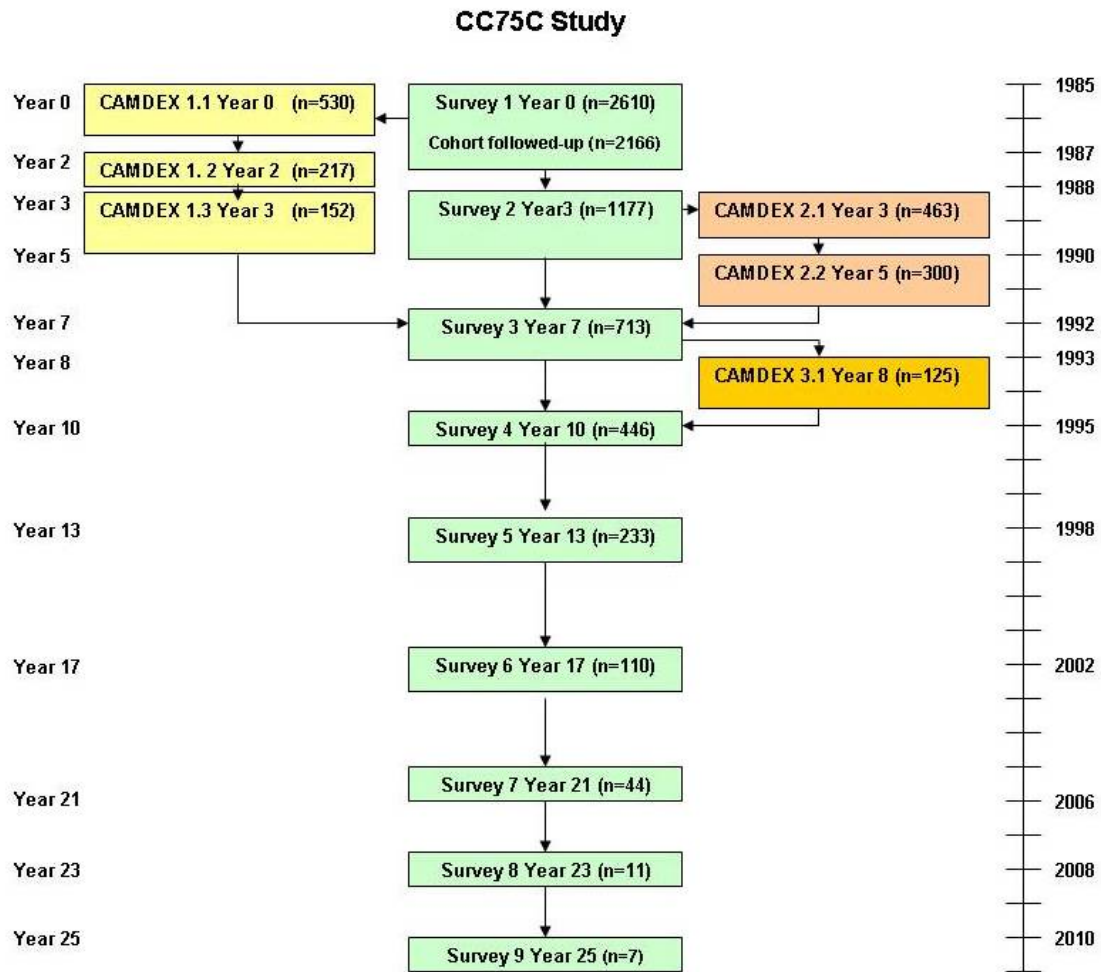 CC75C Study
Year 0
CAMDEX 1.1 Year 0 (n=530)
Survey 1 Year 0 (n=2610)
Cohort followed-up (n=2166)
1985
Year 2
CAMDEX 1. 2 Year 2 (n=217)
1987
Year 3
CAMDEX 1.3 Year 3 (n=152)
Survey 2 Year3 (n=1177)
CAMDEX 2.1 Year 3 (n=463)
1988
Year 5
CAMDEX 2.2 Year 5 (n=300)
1990
Year 7
Survey 3 Year 7 (n=713)
1992
Year 8
CAMDEX 3.1 Year 8 (n=125)
1993
Year 10
Survey 4 Year 10 (n=446)
1995
Year 13
Survey 5 Year 13 (n=233)
1998
Year 17
Survey 6 Year 17 (n=110)
2002
Year 21
Survey 7 Year 21 (n=44)
2006
Year 23
Survey 8 Year 23 (n=11)
2008
Year 25
Survey 9 Year 25 (n=7)
2010